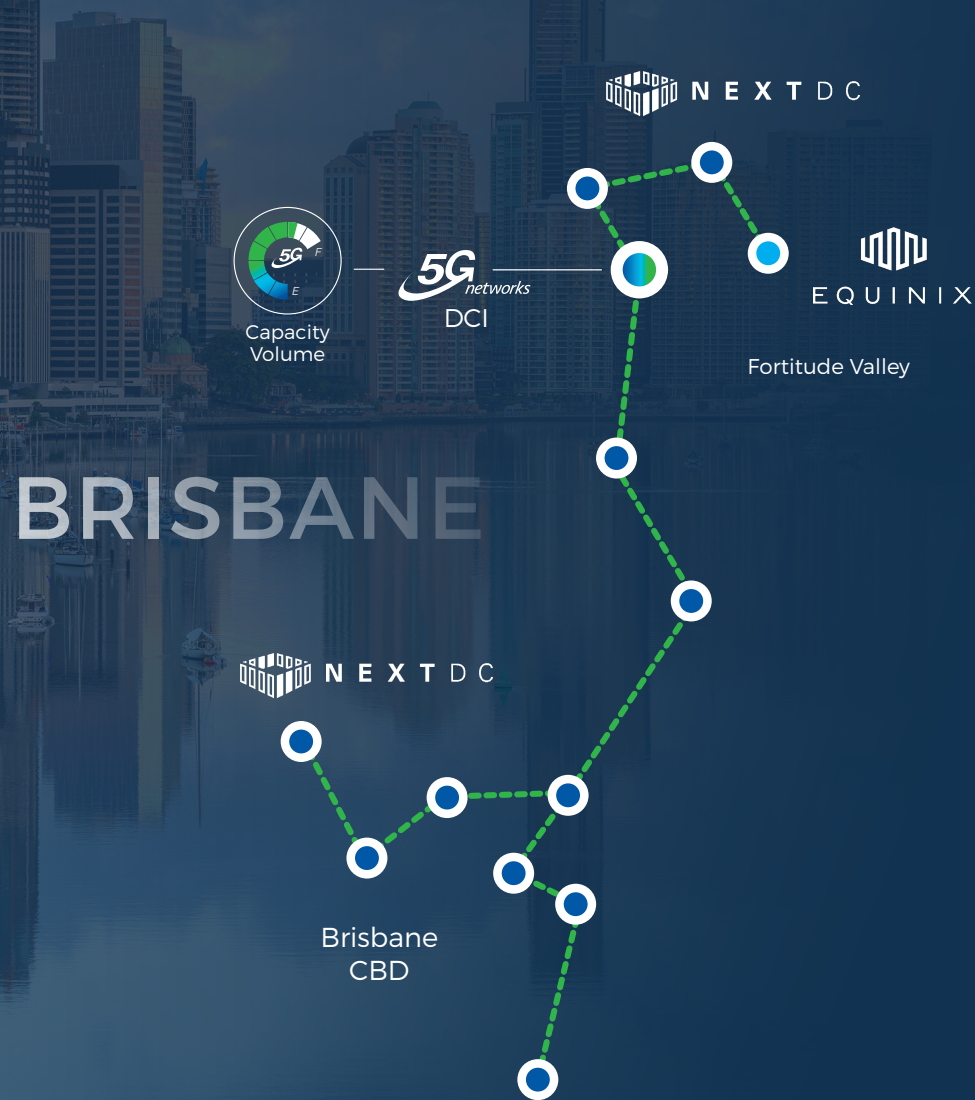 NEXTDC
EQUINIX
Fortitude Valley
5G
F
E
Capacity
Volume
5G
networks
DCI
BRISBANE
NEXTDC
Brisbane
CBD